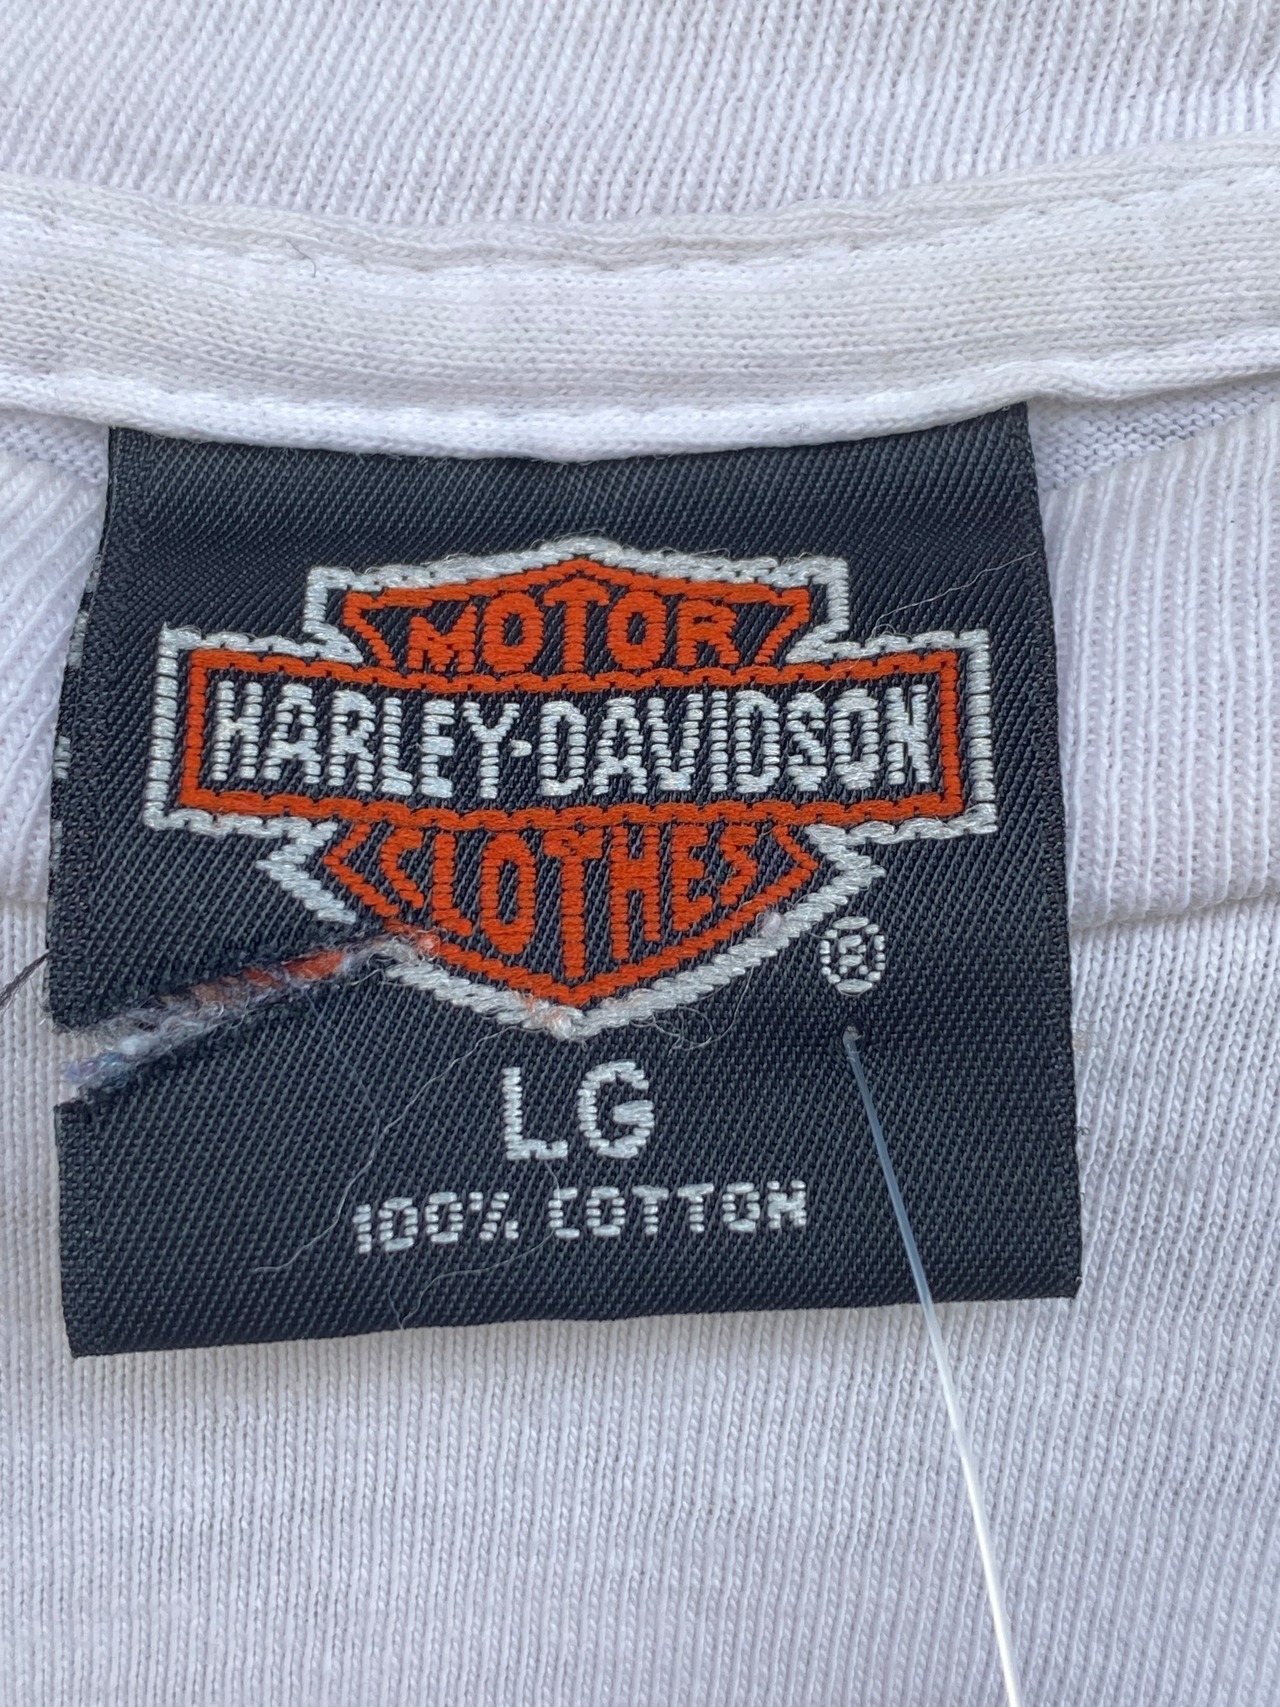 MOTOR
HARLEY-DAVIDSON
CLOTHES
®
LG
100% COTTON